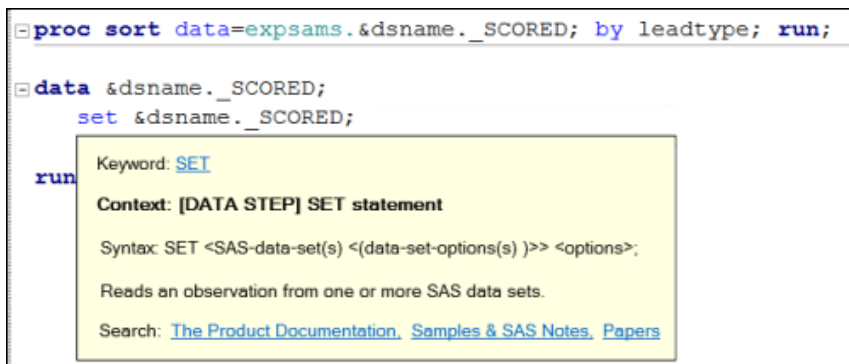 proc sort data=expsams.&dsname._SCORED; by leadtype; run;
data &dsname._SCORED;
set &dsname._SCORED;
run
Keyword: SET
Context: [DATA STEP] SET statement
Syntax: SET <SAS-data-set(s) <(data-set-options(s) )>> <options>;
Reads an observation from one or more SAS data sets.
Search: The Product Documentation, Samples & SAS Notes, Papers